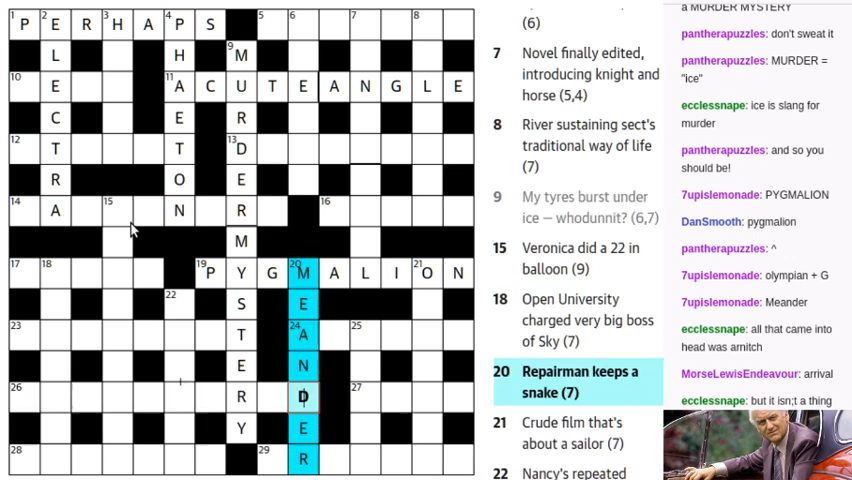 1 P 2 E R 3 H A 4 P S 5 6 7 8
L H 9 M
10 E 11 A C U T E A N G L E
C E R
12 T T 13 D
R O E
14 A 15 N R 16
M
17 18 19 P Y G 20 M A L I 21 O N
22 S E
23 T 24 A 25
E N
26 R D 27
Y E
28 29 R
(6)
7 Novel finally edited,
introducing knight and
horse (5,4)
8 River sustaining sect's
traditional way of life
(7)
9 My tyres burst under
ice – whodunnit? (6,7)
15 Veronica did a 22 in
balloon (9)
18 Open University
charged very big boss
of Sky (7)
20 Repairman keeps a
snake (7)
21 Crude film that's
about a sailor (7)
22 Nancy's repeated
a MURDER MYSTERY
pantherapuzzles: don't sweat it
pantherapuzzles: MURDER =
"ice"
ecclessnape: ice is slang for
murder
pantherapuzzles: and so you
should be!
7upislemonade: PYGMALION
DanSmooth: pygmalion
pantherapuzzles: ^
7upislemonade: olympian + G
7upislemonade: Meander
ecclessnape: all that came into
head was arnitch
MorseLewisEndeavour: arrival
ecclessnape: but it isn;t a thing